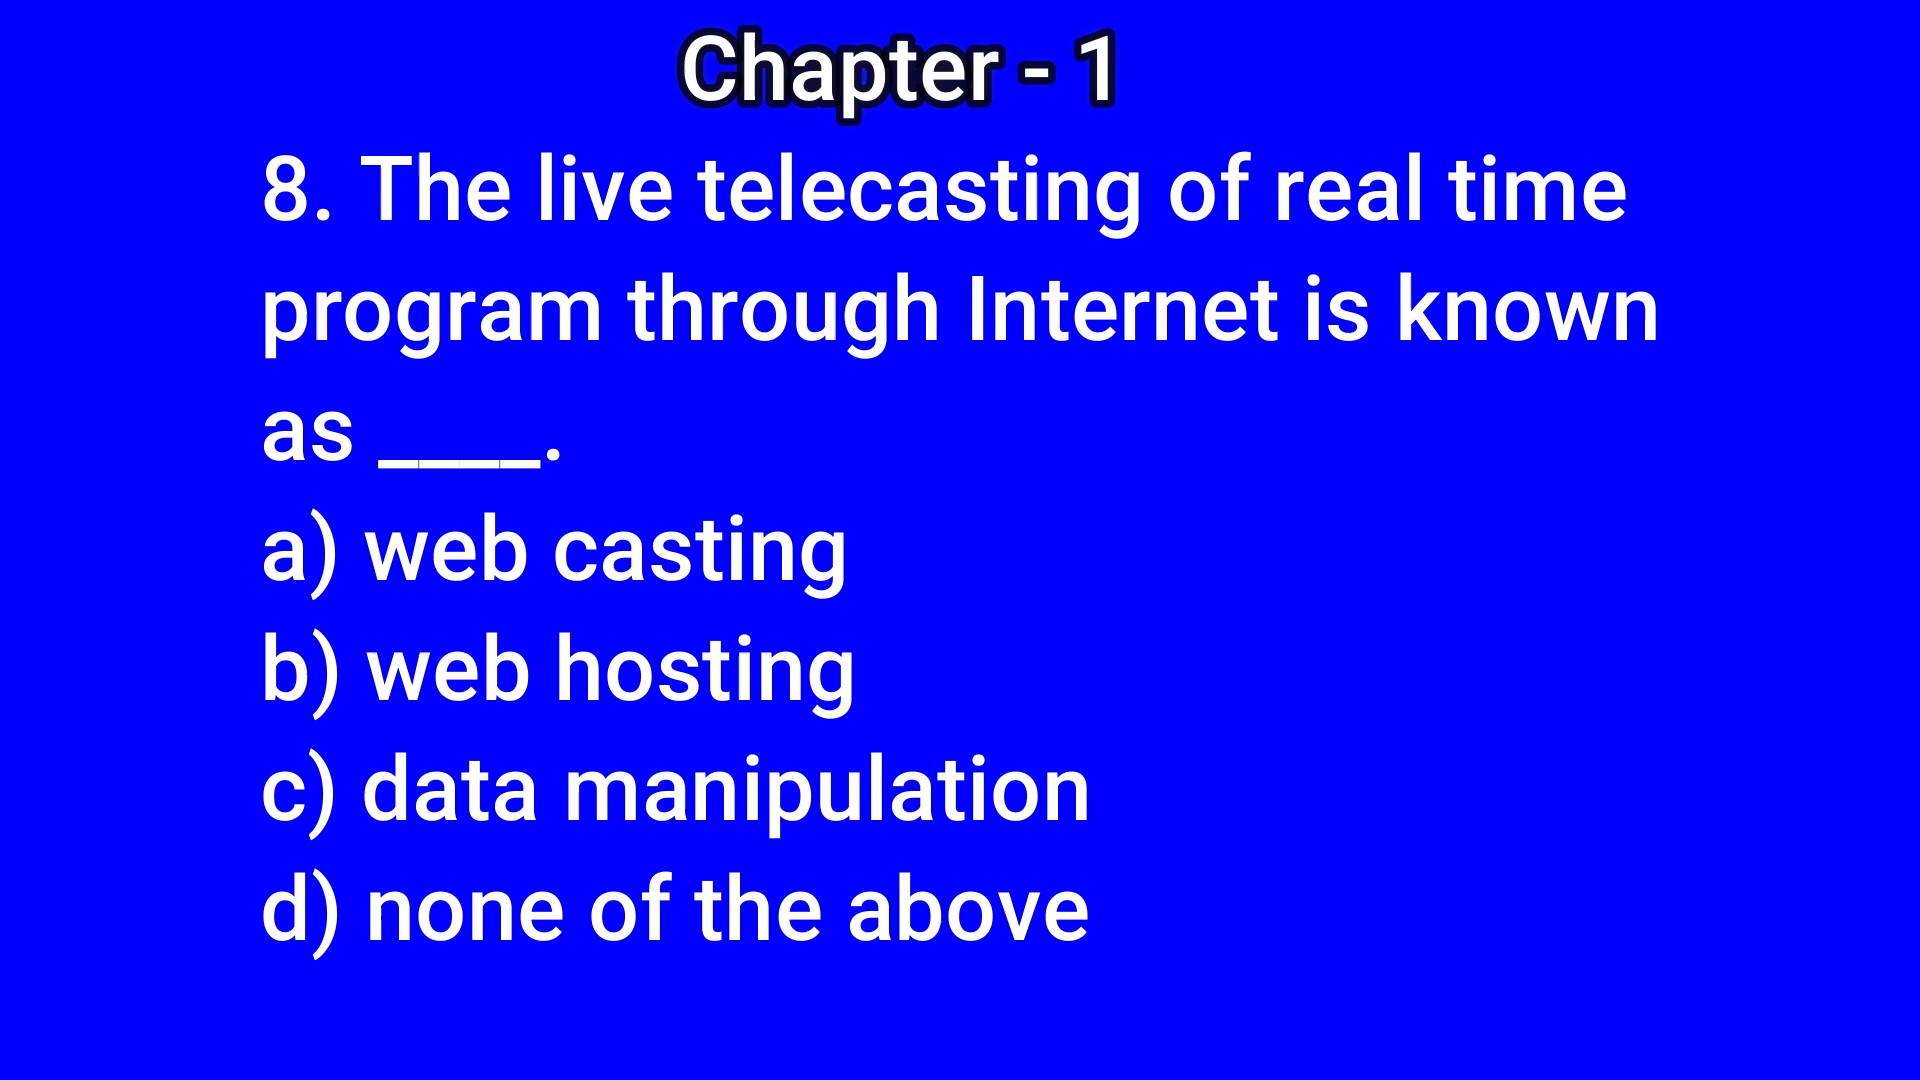 Chapter - 1
8. The live telecasting of real time
program through Internet is known
as ____.
a) web casting
b) web hosting
c) data manipulation
d) none of the above